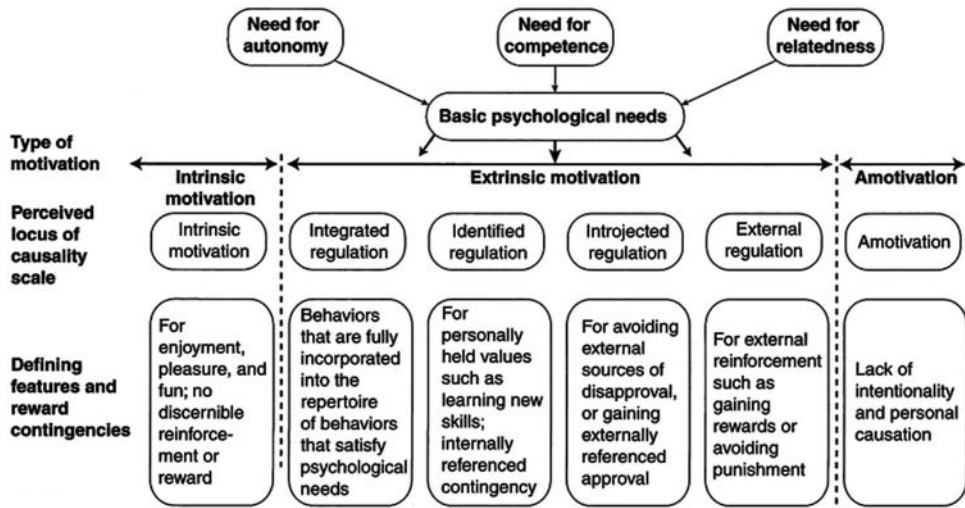 Need for
autonomy
Need for
competence
Need for
relatedness
Basic psychological needs
Type of
motivation
Intrinsic
motivation
Extrinsic motivation
Amotivation
Perceived
locus of
causality
scale
Intrinsic
motivation
Integrated
regulation
Identified
regulation
Introjected
regulation
External
regulation
Amotivation
Defining
features and
reward
contingencies
For
enjoyment,
pleasure, and
fun; no
discernible
reinforce-
ment or
reward
Behaviors
that are fully
incorporated
into the
repertoire
of behaviors
that satisfy
psychological
needs
For
personally
held values
such as
learning new
skills;
internally
referenced
contingency
For avoiding
external
sources of
disapproval,
or gaining
externally
referenced
approval
For external
reinforcement
such as
gaining
rewards or
avoiding
punishment
Lack of
intentionality
and personal
causation